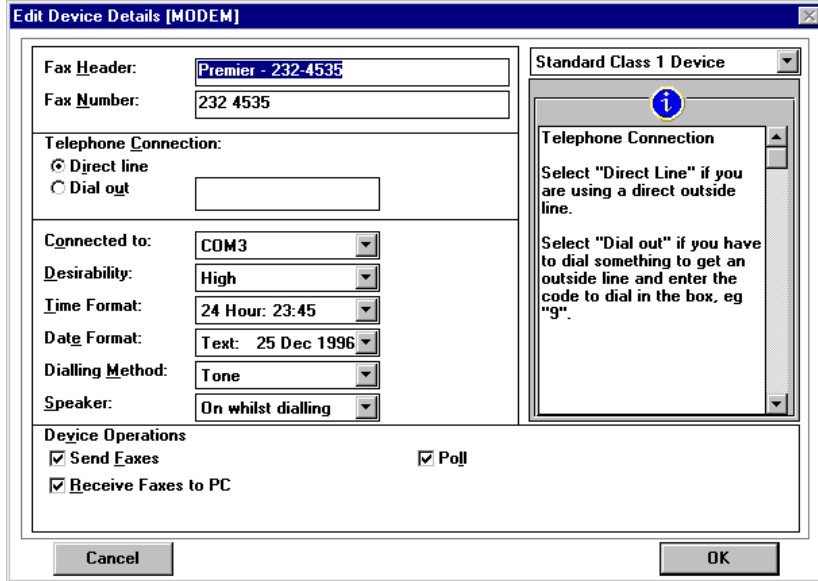 Edit Device Details [MODEM]
Fax Header:
Premier - 232-4535
Fax Number:
232 4535
Telephone Connection:
Direct line
Dial out
Connected to:
COM3
Desirability:
High
Time Format:
24 Hour: 23:45
Date Format:
Text: 25 Dec 1996
Dialling Method:
Tone
Speaker:
On whilst dialling
Device Operations
Send Faxes
Poll
Receive Faxes to PC
Standard Class 1 Device
i
Telephone Connection
Select "Direct Line" if you
are using a direct outside
line.
Select "Dial out" if you have
to dial something to get an
outside line and enter the
code to dial in the box, eg
"9".
Cancel
OK